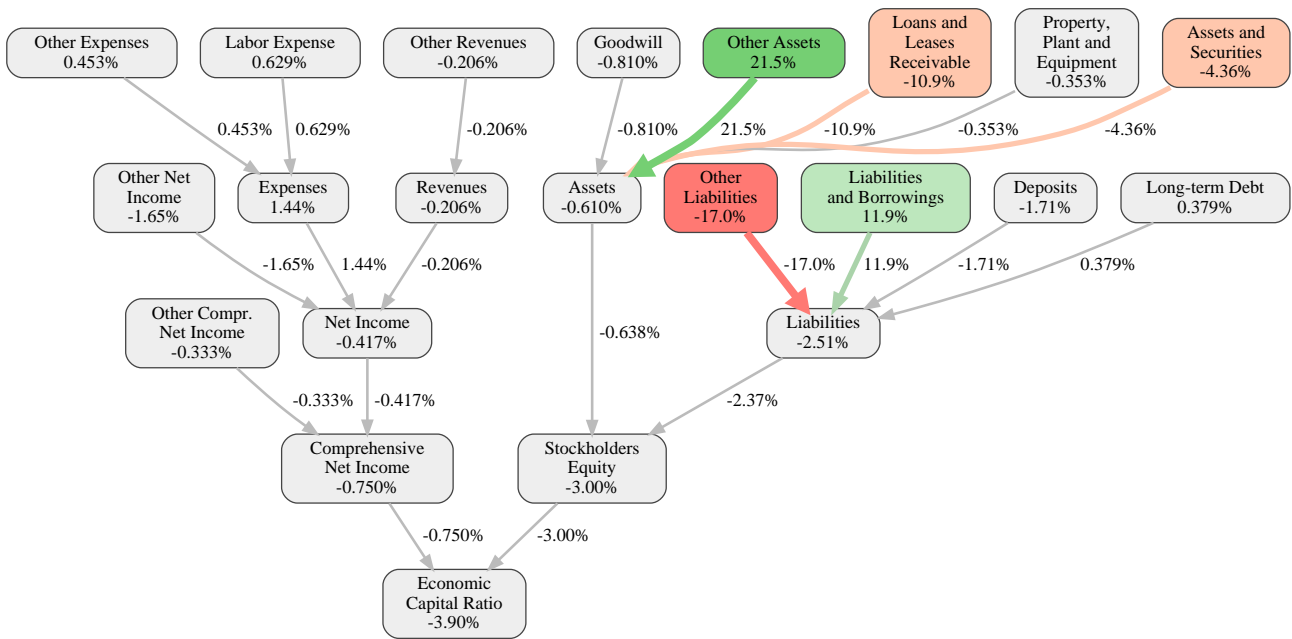 Other Expenses
0.453%
Labor Expense
0.629%
Other Revenues
-0.206%
Goodwill
-0.810%
Other Assets
21.5%
Loans and
Leases
Receivable
-10.9%
Property,
Plant and
Equipment
-0.353%
Assets and
Securities
-4.36%
0.453%
0.629%
-0.206%
-0.810%
21.5%
-10.9%
-0.353%
-4.36%
Other Net
Income
-1.65%
Expenses
1.44%
Revenues
-0.206%
Assets
-0.610%
Other
Liabilities
-17.0%
Liabilities
and Borrowings
11.9%
Deposits
-1.71%
Long-term Debt
0.379%
-1.65%
1.44%
-0.206%
-17.0%
11.9%
-1.71%
0.379%
Other Compr.
Net Income
-0.333%
Net Income
-0.417%
-0.638%
Liabilities
-2.51%
-0.333%
-0.417%
-2.37%
Comprehensive
Net Income
-0.750%
Stockholders
Equity
-3.00%
-0.750%
-3.00%
Economic
Capital Ratio
-3.90%